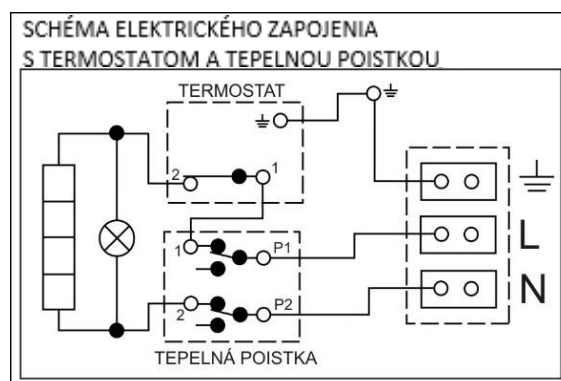 SCHÉMA ELEKTRICKÉHO ZAPOJENIA
S TERMOSTATOM A TEPELNOU POISTKOU
TERMOSTAT
2
1
1
P1
L
2
P2
N
TEPELNÁ POISTKA